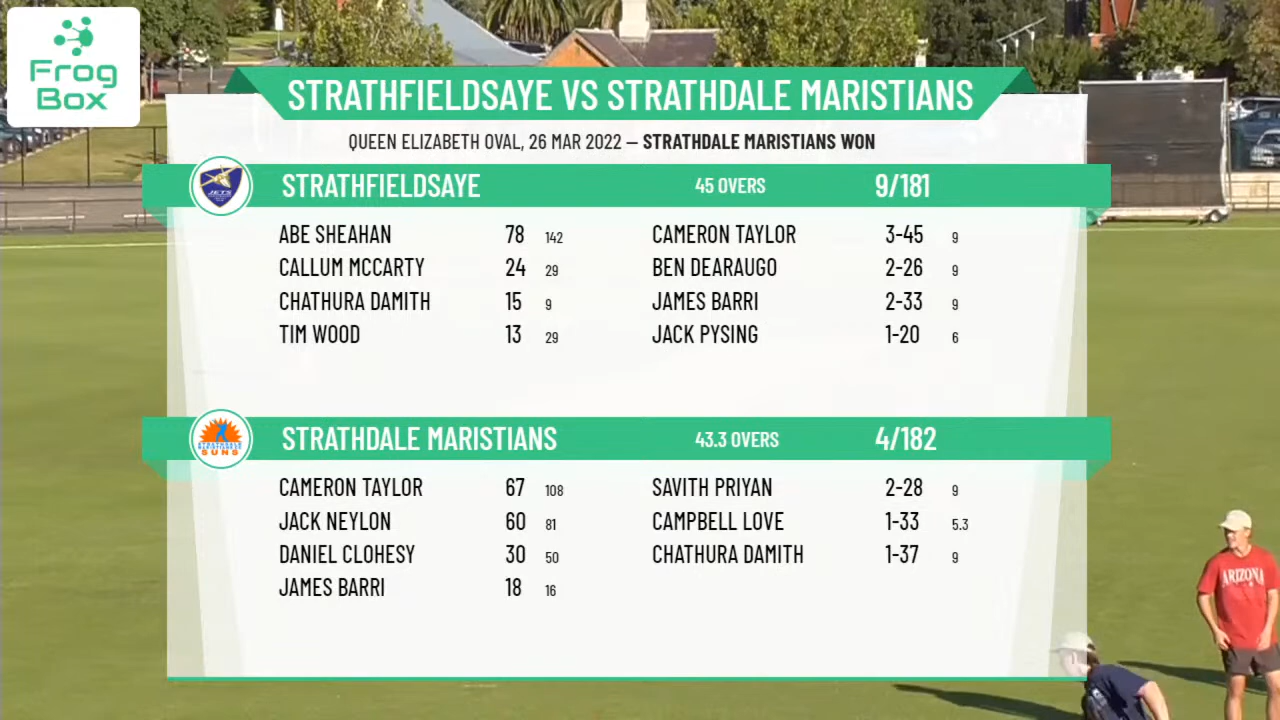 Frog
Box
STRATHFIELDSAYE VS STRATHDALE MARISTIANS
QUEEN ELIZABETH OVAL, 26 MAR 2022 – STRATHDALE MARISTIANS WON
JETS
STRATHFIELDSAYE 45 OVERS 9/181
ABE SHEAHAN 78 142 CAMERON TAYLOR 3-45 9
CALLUM MCCARTY 24 29 BEN DEARAUGO 2-26 9
CHATHURA DAMITH 15 9 JAMES BARRI 2-33 9
TIM WOOD 13 29 JACK PYSING 1-20 6
STRATHDALE
MARISTIANS
SUNS
STRATHDALE MARISTIANS 43.3 OVERS 4/182
CAMERON TAYLOR 67 108 SAVITH PRIYAN 2-28 9
JACK NEYLON 60 81 CAMPBELL LOVE 1-33 5.3
DANIEL CLOHESY 30 50 CHATHURA DAMITH 1-37 9
JAMES BARRI 18 16
ARIZONA